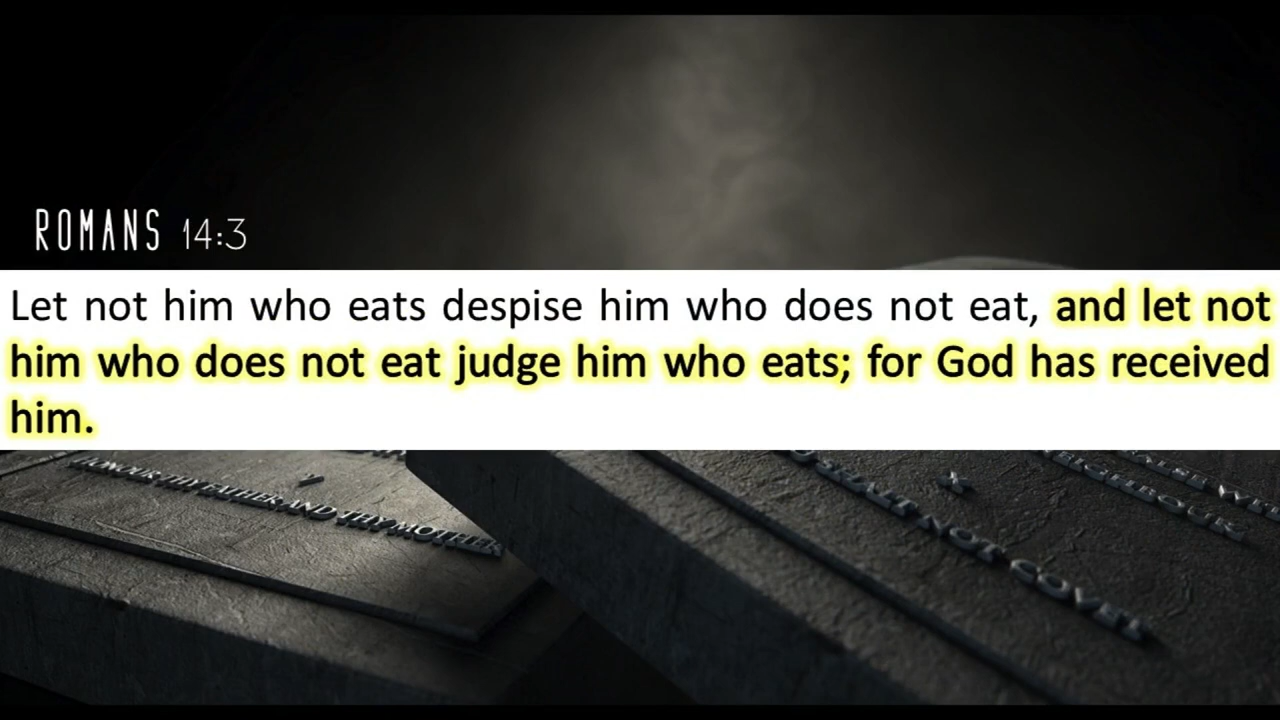 ROMANS 14:3
Let not him who eats despise him who does not eat, and let not
him who does not eat judge him who eats; for God has received
him.
HONOUR THY FATHER AND THY MOTHER
V
X
NOT COVET
NEIGHBOUR